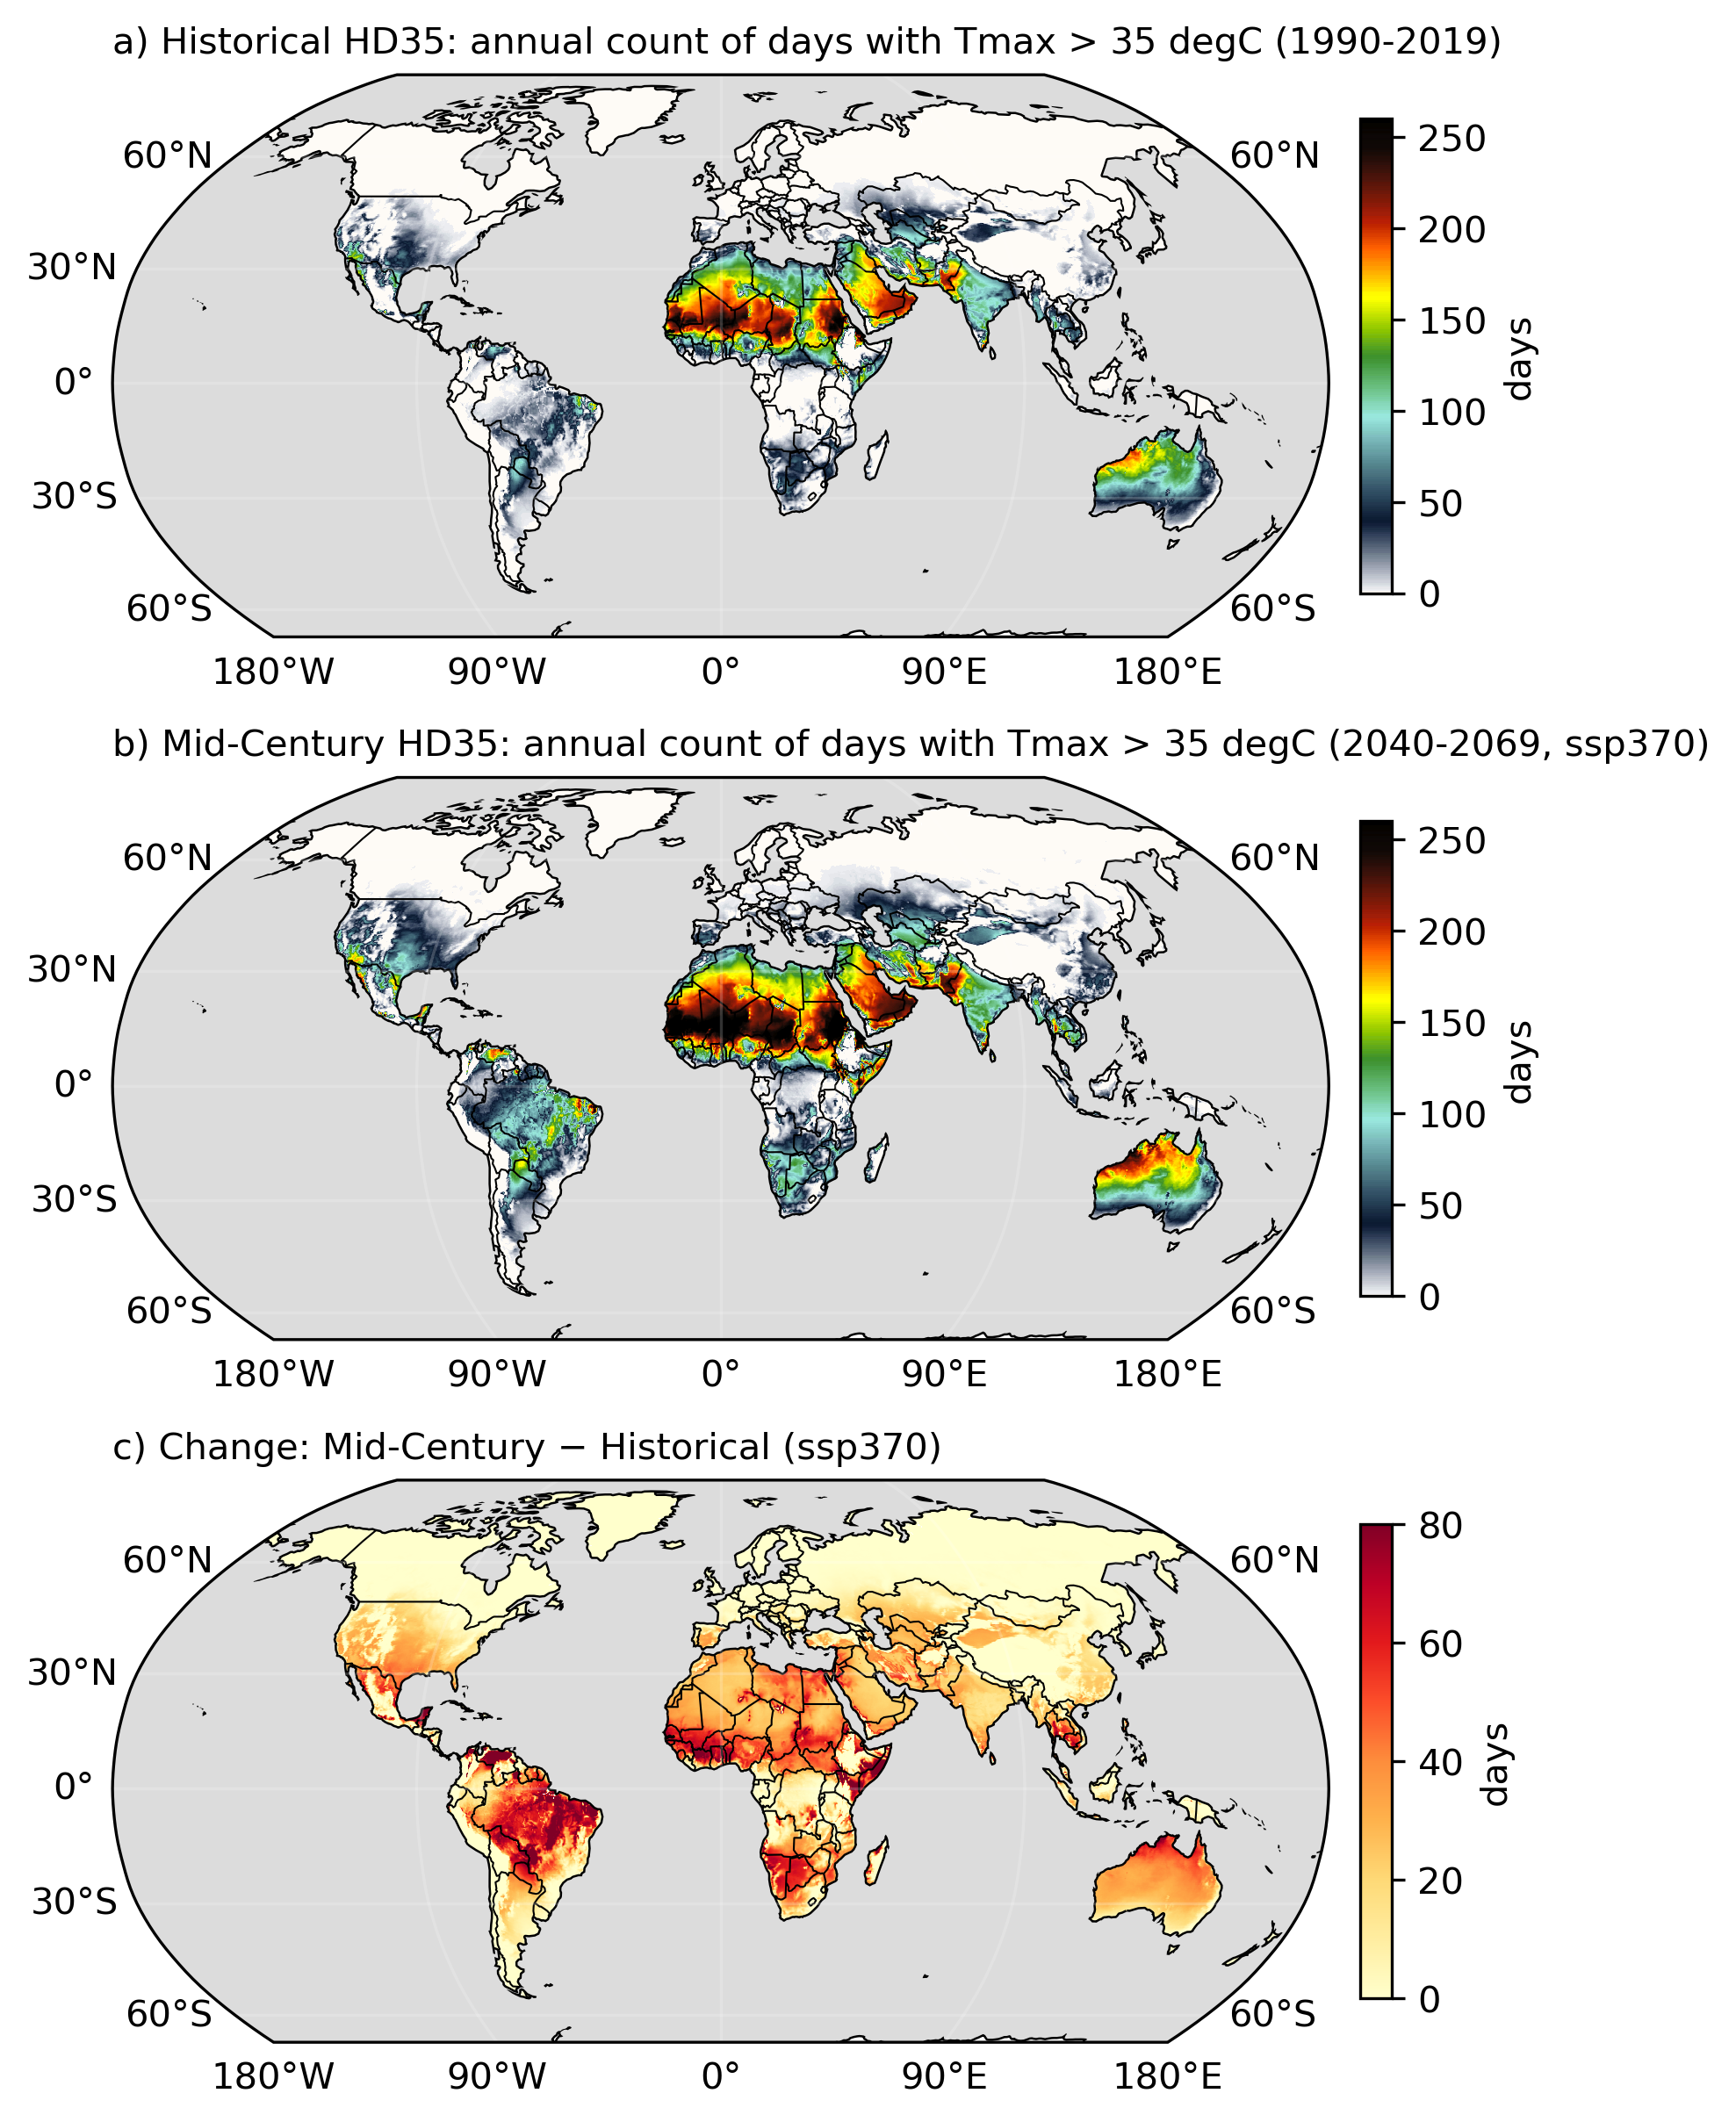 a) Historical HD35: annual count of days with Tmax > 35 degC (1990-2019)
60°N
60°N
30°N
0°
30°S
60°S
60°S
180°W
90°W
0°
90°E
180°E
250
200
150
100
50
0
days
b) Mid-Century HD35: annual count of days with Tmax > 35 degC (2040-2069, ssp370)
60°N
60°N
30°N
0°
30°S
60°S
60°S
180°W
90°W
0°
90°E
180°E
250
200
150
100
50
0
days
c) Change: Mid-Century − Historical (ssp370)
60°N
60°N
30°N
0°
30°S
60°S
60°S
180°W
90°W
0°
90°E
180°E
80
60
40
20
0
days